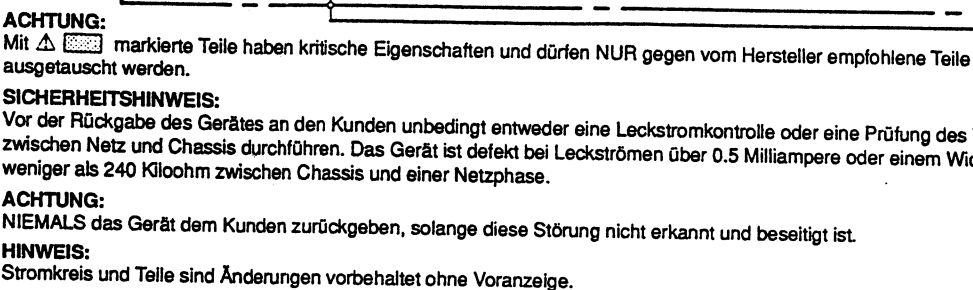 ACHTUNG:
Mit ⚠ markierte Teile haben kritische Eigenschaften und dürfen NUR gegen vom Hersteller empfohlene Teile
ausgetauscht werden.
SICHERHEITSHINWEIS:
Vor der Rückgabe des Gerätes an den Kunden unbedingt entweder eine Leckstromkontrolle oder eine Prüfung des
zwischen Netz und Chassis durchführen. Das Gerät ist defekt bei Leckströmen über 0.5 Milliampere oder einem
weniger als 240 Kiloohm zwischen Chassis und einer Netzphase.
ACHTUNG:
NIEMALS das Gerät dem Kunden zurückgeben, solange diese Störung nicht erkannt und beseitigt ist.
HINWEIS:
Stromkreis und Teile sind Änderungen vorbehaltet ohne Voranzeige.